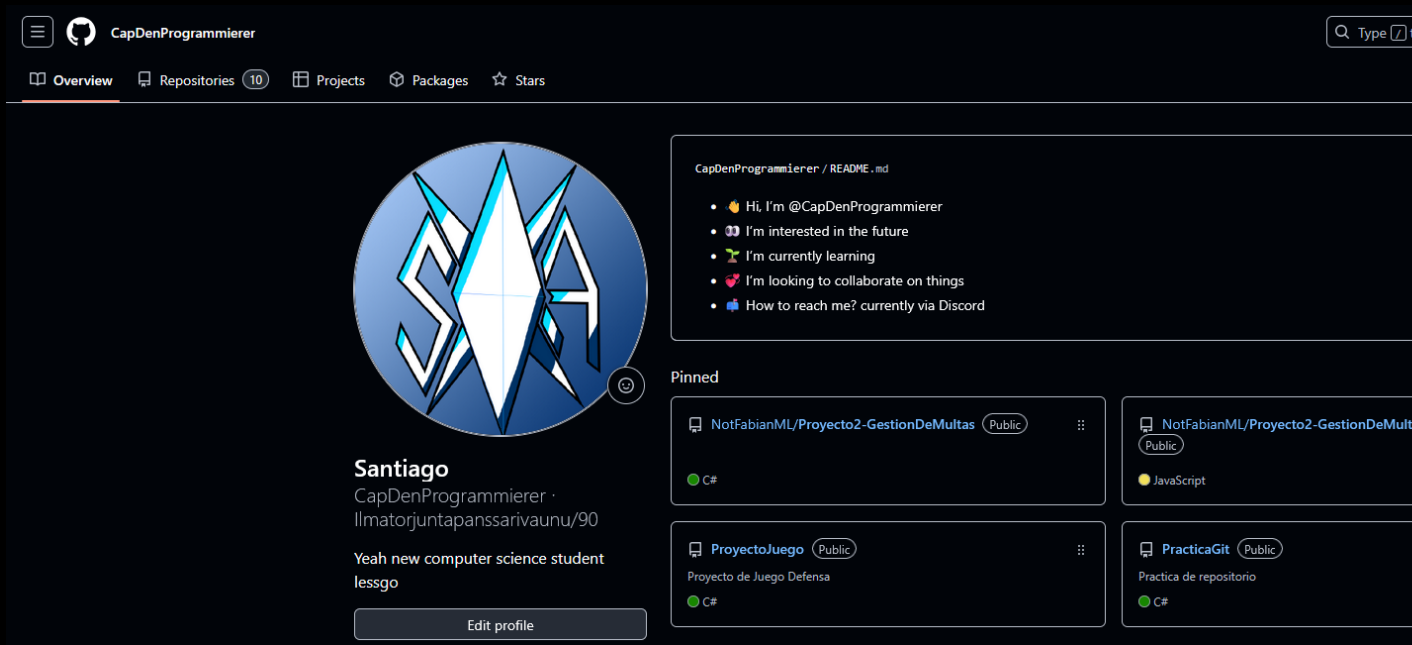 CapDenProgrammierer
Type /
Overview
Repositories 10
Projects
Packages
Stars
CapDenProgrammierer / README.md
👋 Hi, I'm @CapDenProgrammierer
👀 I'm interested in the future
🌱 I'm currently learning
💞️ I'm looking to collaborate on things
📫 How to reach me? currently via Discord
Santiago
CapDenProgrammierer ·
Ilmatorjuntapanssarivaunu/90
Yeah new computer science student
lessgo
Edit profile
Pinned
NotFabianML/Proyecto2-GestionDeMultas Public
C#
NotFabianML/Proyecto2-GestionDeMult
Public
JavaScript
ProyectoJuego Public
Proyecto de Juego Defensa
C#
PracticaGit Public
Practica de repositorio
C#